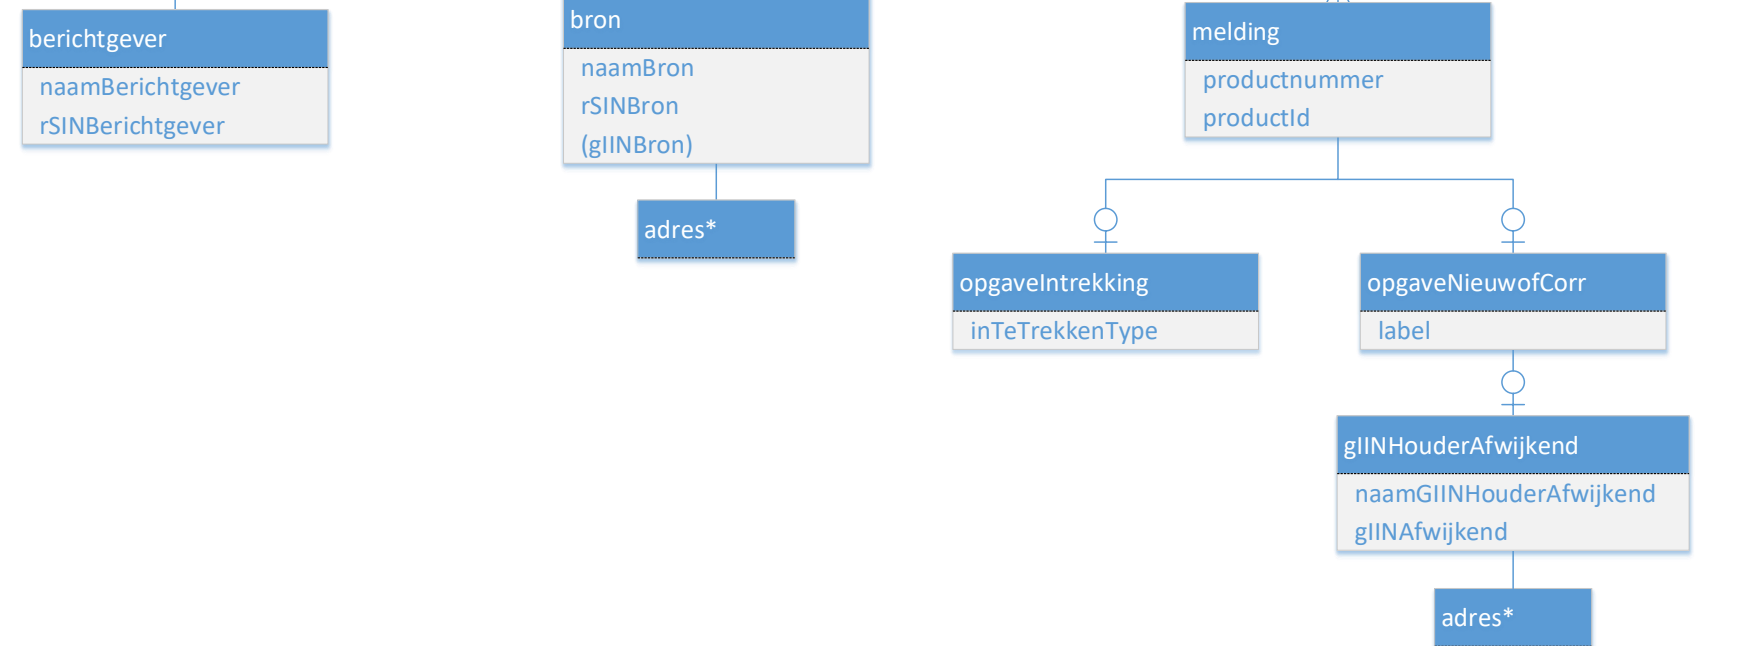 berichtgever
naamBerichtgever
rSINBerichtgever
bron
naamBron
rSINBron
(gIINBron)
adres*
melding
productnummer
productId
opgaveIntrekking
inTeTrekkenType
opgaveNieuwofCorr
label
gIINHouderAfwijkend
naamGIINHouderAfwijkend
gIINAfwijkend
adres*